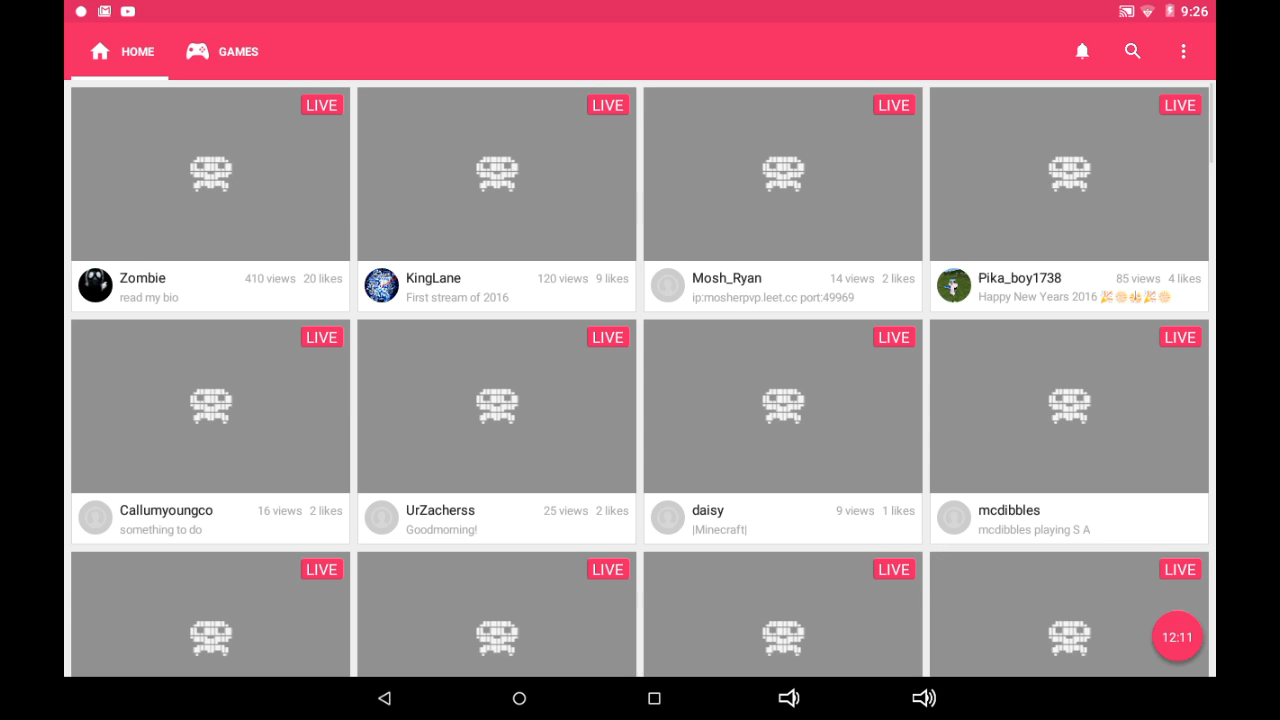 9:26
HOME GAMES
LIVE LIVE LIVE LIVE
Zombie 410 views 20 likes
read my bio
KingLane 120 views 9 likes
First stream of 2016
Mosh_Ryan 14 views 2 likes
ip:mosherpvp.leet.cc port:49969
Pika_boy1738 85 views 4 likes
Happy New Years 2016
LIVE LIVE LIVE LIVE
Callumyoungco 16 views 2 likes
something to do
UrZacherss 25 views 2 likes
Goodmorning!
daisy 9 views 1 likes
|Minecraft|
mcdibbles
mcdibbles playing S A
LIVE LIVE LIVE LIVE
12:11